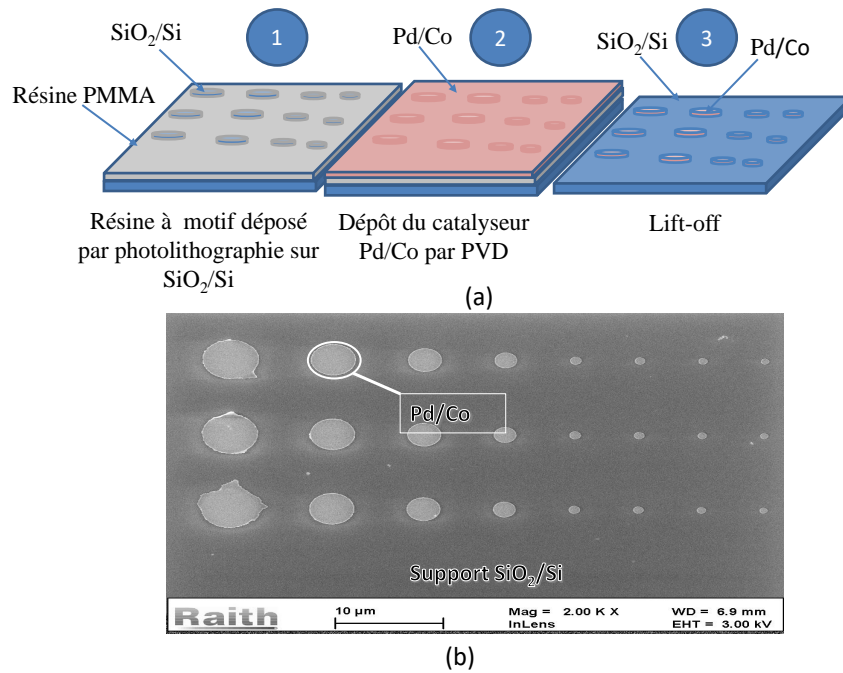 SiO₂/Si
1
Pd/Co
2
SiO₂/Si
3
Pd/Co
Résine PMMA
Résine à motif déposé
par photolithographie sur
SiO₂/Si
Dépôt du catalyseur
Pd/Co par PVD
Lift-off
(a)
Pd/Co
Support SiO₂/Si
Raith
10 µm
Mag = 2.00 K X
InLens
WD = 6.9 mm
EHT = 3.00 kV
(b)